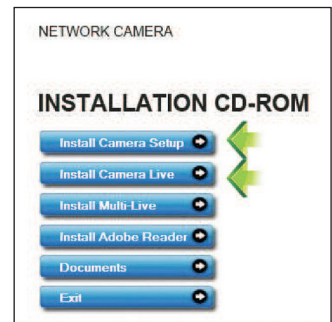 NETWORK CAMERA
INSTALLATION CD-ROM
Install Camera Setup
Install Camera Live
Install Multi-Live
Install Adobe Reader
Documents
Exit